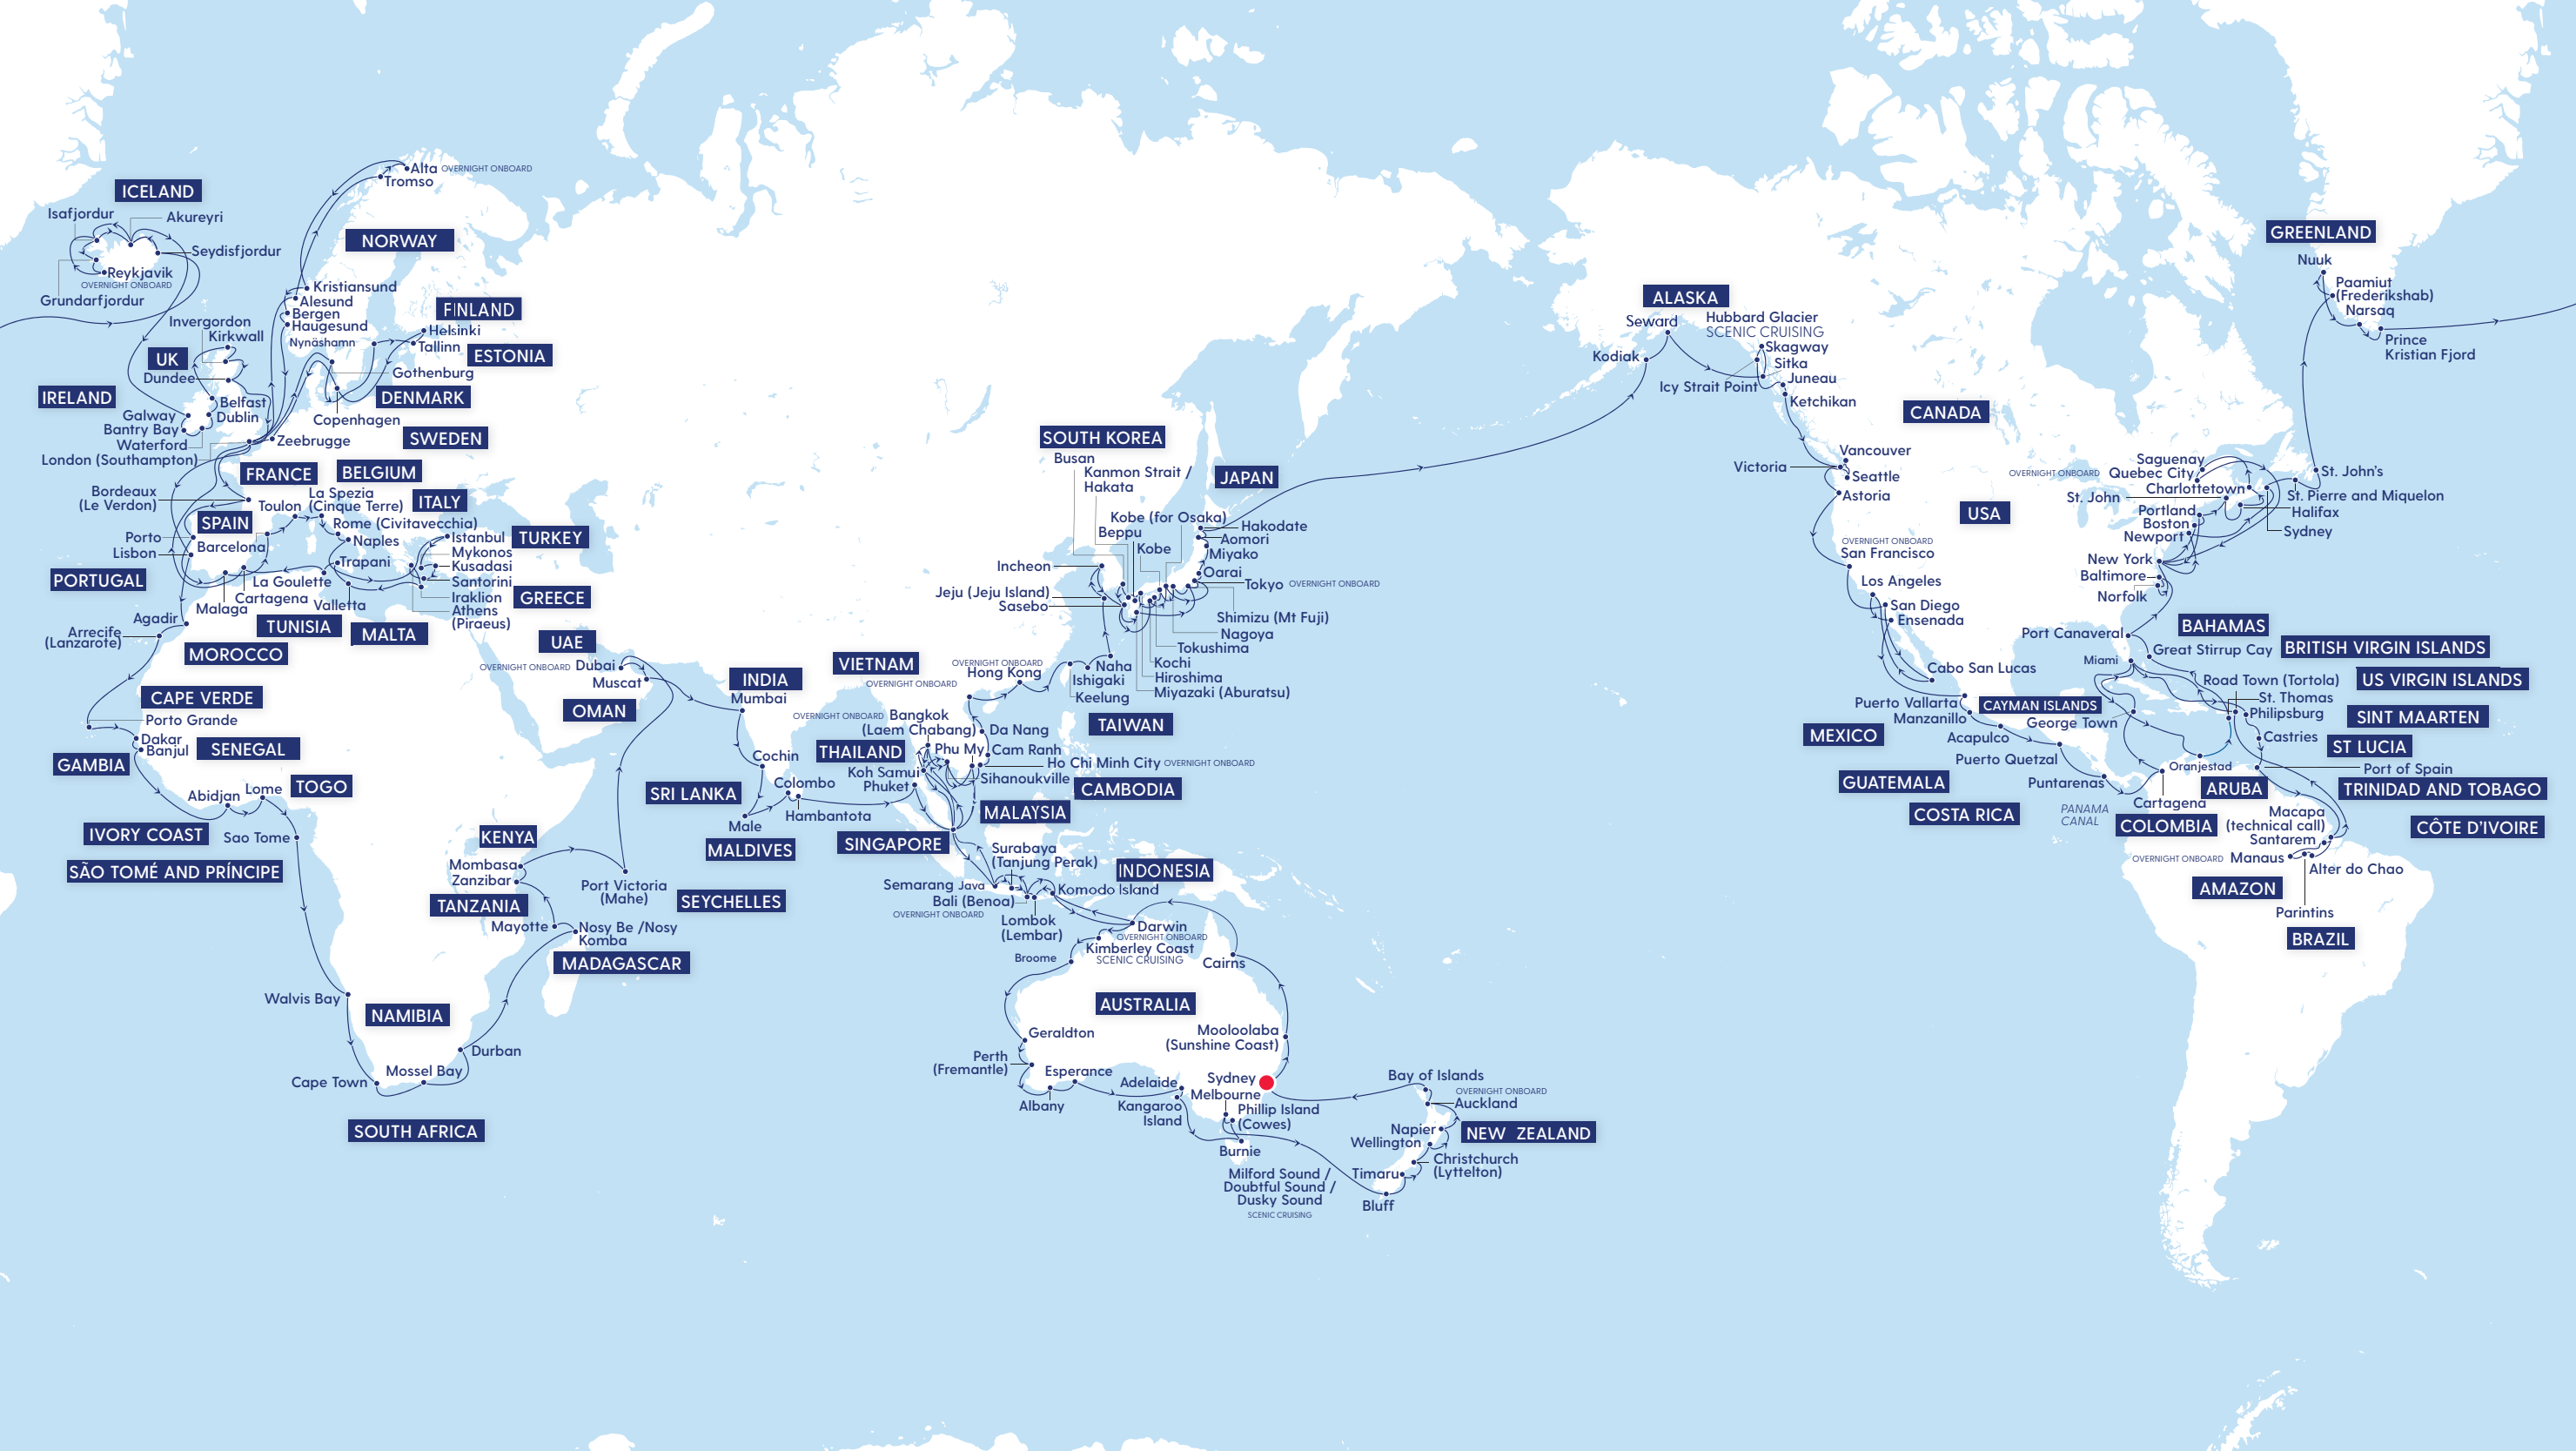 ICELAND
Isafjordur
Akureyri
Seydisfjordur
Reykjavik
OVERNIGHT ONBOARD
Grundarfjordur
Alta OVERNIGHT ONBOARD
Tromso
NORWAY
Kristiansund
Alesund
Bergen
Haugesund
Nynäshamn
FINLAND
Helsinki
Tallinn
ESTONIA
Gothenburg
DENMARK
Copenhagen
SWEDEN
Invergordon
Kirkwall
UK
Dundee
IRELAND
Belfast
Dublin
Galway
Bantry Bay
Waterford
London (Southampton)
Zeebrugge
FRANCE
BELGIUM
Bordeaux
(Le Verdon)
Toulon
La Spezia
(Cinque Terre)
ITALY
SPAIN
Rome (Civitavecchia)
Naples
Istanbul
TURKEY
Porto
Lisbon
Barcelona
Trapani
Mykonos
Kusadasi
Santorini
PORTUGAL
La Goulette
Cartagena
Malaga
Valletta
Iraklion
Athens
(Piraeus)
GREECE
Agadir
TUNISIA
MALTA
Arrecife
(Lanzarote)
MOROCCO
CAPE VERDE
Porto Grande
Dakar
Banjul
SENEGAL
GAMBIA
Abidjan
Lome
TOGO
IVORY COAST
Sao Tome
SÃO TOMÉ AND PRÍNCIPE
KENYA
Mombasa
Zanzibar
TANZANIA
Mayotte
Nosy Be /Nosy
Komba
MADAGASCAR
Port Victoria
(Mahe)
SEYCHELLES
Walvis Bay
NAMIBIA
Durban
Mossel Bay
Cape Town
SOUTH AFRICA
UAE
OVERNIGHT ONBOARD Dubai
Muscat
OMAN
INDIA
Mumbai
Cochin
SRI LANKA
Colombo
Hambantota
Male
MALDIVES
VIETNAM
OVERNIGHT ONBOARD
OVERNIGHT ONBOARD
Hong Kong
OVERNIGHT ONBOARD Bangkok
(Laem Chabang)
Da Nang
THAILAND
Phu My
Cam Ranh
Ho Chi Minh City OVERNIGHT ONBOARD
Koh Samui
Phuket
Sihanoukville
CAMBODIA
MALAYSIA
SINGAPORE
SOUTH KOREA
Busan
Kanmon Strait /
Hakata
JAPAN
Kobe (for Osaka)
Beppu
Kobe
Hakodate
Aomori
Miyako
Incheon
Oarai
Tokyo OVERNIGHT ONBOARD
Jeju (Jeju Island)
Sasebo
Shimizu (Mt Fuji)
Nagoya
Tokushima
Kochi
Hiroshima
Miyazaki (Aburatsu)
Naha
Ishigaki
Keelung
TAIWAN
Surabaya
(Tanjung Perak)
INDONESIA
Semarang Java
Komodo Island
Bali (Benoa)
OVERNIGHT ONBOARD
Lombok
(Lembar)
Darwin
OVERNIGHT ONBOARD
Kimberley Coast
SCENIC CRUISING
Broome
Cairns
AUSTRALIA
Geraldton
Mooloolaba
(Sunshine Coast)
Perth
(Fremantle)
Esperance
Albany
Adelaide
Kangaroo
Island
Sydney
Melbourne
Phillip Island
(Cowes)
Burnie
Bay of Islands
OVERNIGHT ONBOARD
Auckland
Napier
NEW ZEALAND
Wellington
Christchurch
(Lyttelton)
Timaru
Milford Sound /
Doubtful Sound /
Dusky Sound
SCENIC CRUISING
Bluff
ALASKA
Seward
Hubbard Glacier
SCENIC CRUISING
Kodiak
Skagway
Sitka
Icy Strait Point
Juneau
Ketchikan
CANADA
Vancouver
Victoria
Seattle
Astoria
USA
OVERNIGHT ONBOARD
San Francisco
Los Angeles
San Diego
Ensenada
Cabo San Lucas
Puerto Vallarta
Manzanillo
MEXICO
Acapulco
Puerto Quetzal
GUATEMALA
Puntarenas
COSTA RICA
PANAMA
CANAL
GREENLAND
Nuuk
Paamiut
(Frederikshab)
Narsaq
Prince
Kristian Fjord
Saguenay
OVERNIGHT ONBOARD Quebec City
Charlottetown
St. John's
St. John
St. Pierre and Miquelon
Halifax
Sydney
Portland
Boston
Newport
New York
Baltimore
Norfolk
Port Canaveral
BAHAMAS
Great Stirrup Cay
BRITISH VIRGIN ISLANDS
Miami
Road Town (Tortola)
US VIRGIN ISLANDS
St. Thomas
CAYMAN ISLANDS
George Town
Philipsburg
SINT MAARTEN
Castries
ST LUCIA
Oranjestad
Port of Spain
ARUBA
TRINIDAD AND TOBAGO
Cartagena
COLOMBIA
Macapa
(technical call)
Santarem
CÔTE D'IVOIRE
OVERNIGHT ONBOARD Manaus
Alter do Chao
AMAZON
Parintins
BRAZIL